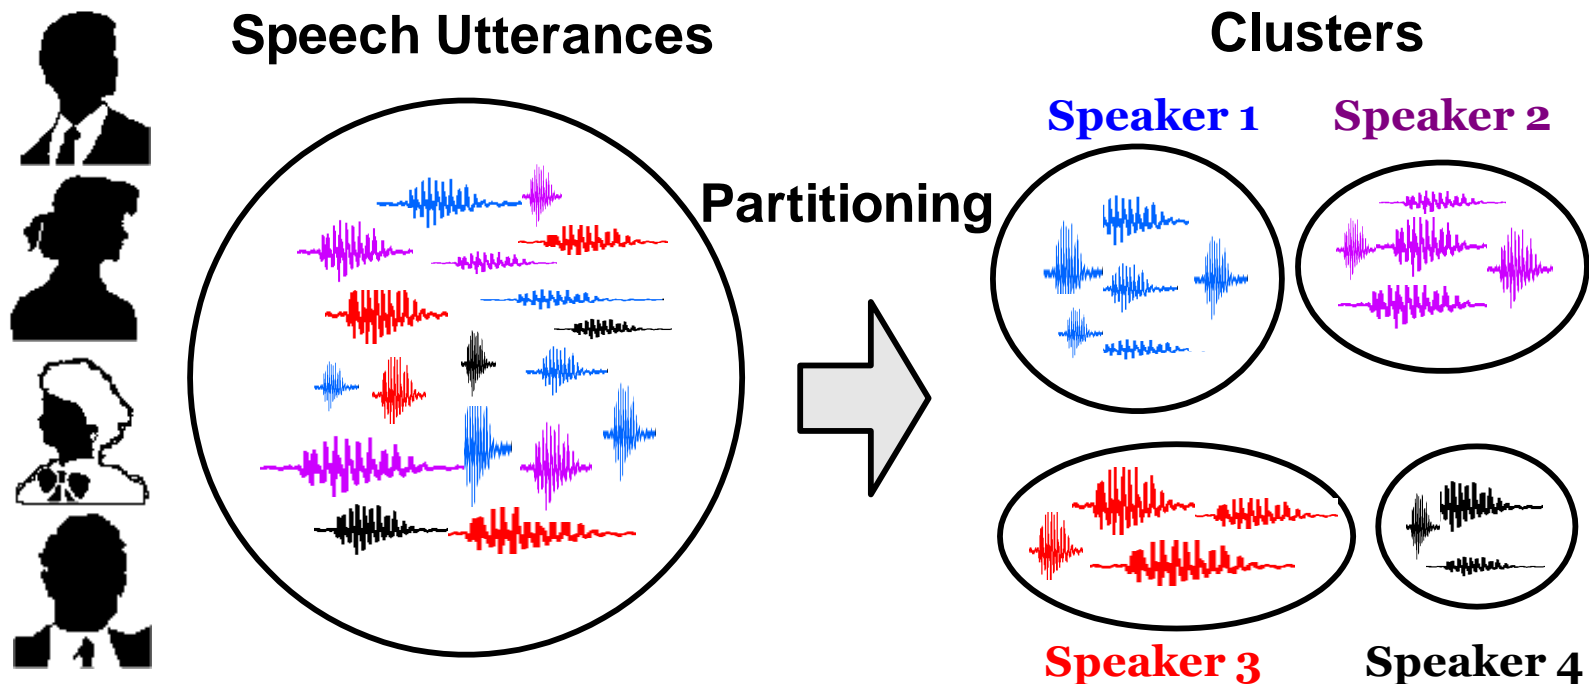 Speech Utterances
Clusters
Speaker 1
Speaker 2
Partitioning
Speaker 3
Speaker 4